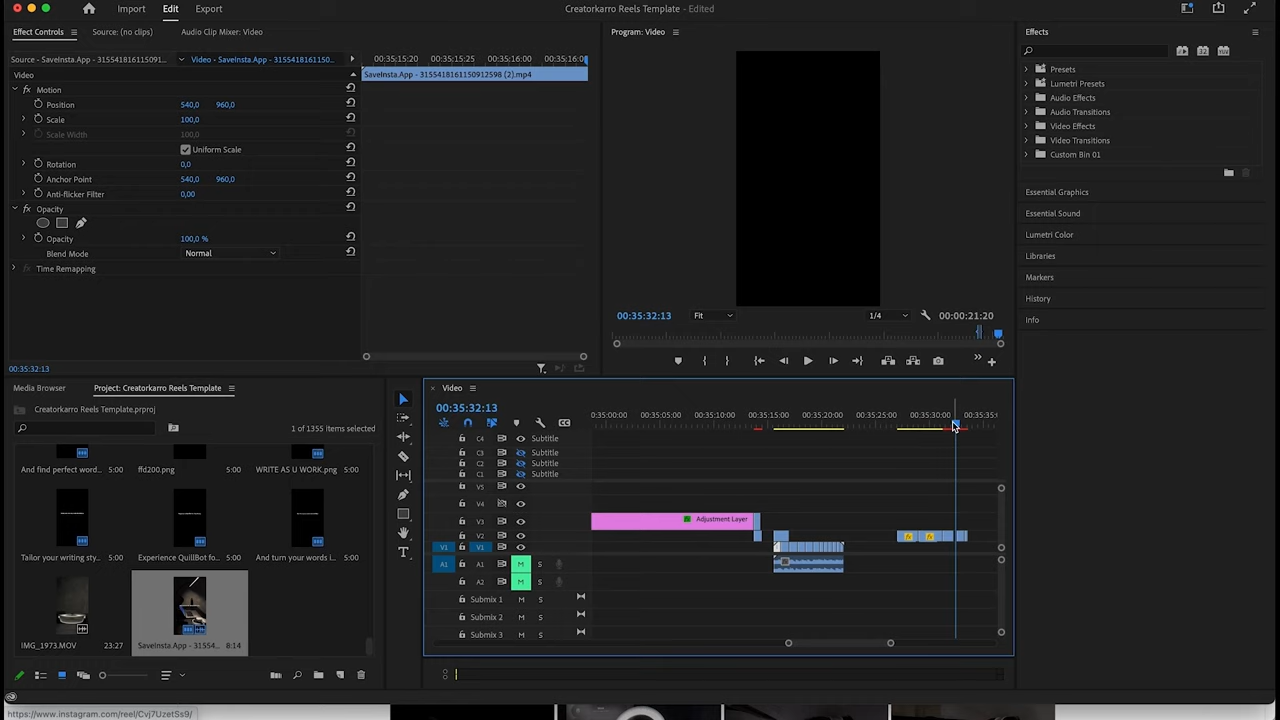 Import Edit Export Creatorkarro Reels Template - Edited
Effect Controls Source: (no clips) Audio Clip Mixer: Video
Source - SaveInsta.App - 31554181611509l... Video - SaveInsta.App - 3155418161150...
Video
Motion
Position 540,0 960,0
Scale 100,0
Scale Width 100,0
Uniform Scale
Rotation 0,0
Anchor Point 540,0 960,0
Anti-flicker Filter 0,00
Opacity
Opacity 100,0 %
Blend Mode Normal
Time Remapping
00:35:32:13
00:35:15:20 00:35:15:25 00:35:16:00 00:35:16:0
SaveInsta.App - 3155418161150912598 (2).mp4
Program: Video
00:35:32:13 Fit 1/4 00:00:21:20
Effects
Presets
Lumetri Presets
Audio Effects
Audio Transitions
Video Effects
Video Transitions
Custom Bin 01
Essential Graphics
Essential Sound
Lumetri Color
Libraries
Markers
History
Info
Media Browser Project: Creatorkarro Reels Template
Creatorkarro Reels Template.prproj
1 of 1355 items selected
And find perfect word... 5:00 ffd200.png 5:00 WRITE AS U WORK.png 5:00
Tailor your writing sty... 5:00 Experience QuillBot fo... 5:00 And turn your words i... 5:00
IMG_1973.MOV 23:27 SaveInsta.App - 31554... 8:14
Video
00:35:32:13
0:35:00:00 00:35:05:00 00:35:10:00 00:35:15:00 00:35:20:00 00:35:25:00 00:35:30:00 00:35:35:
C4 Subtitle
C3 Subtitle
C2 Subtitle
C1 Subtitle
V5
V4
V3 Adjustment Layer
V2
V1 V1
A1 A1 M S
A2 M S
Submix 1 M S
Submix 2 M S
Submix 3 M S
https://www.instagram.com/reel/Cvj7UzetSs9/